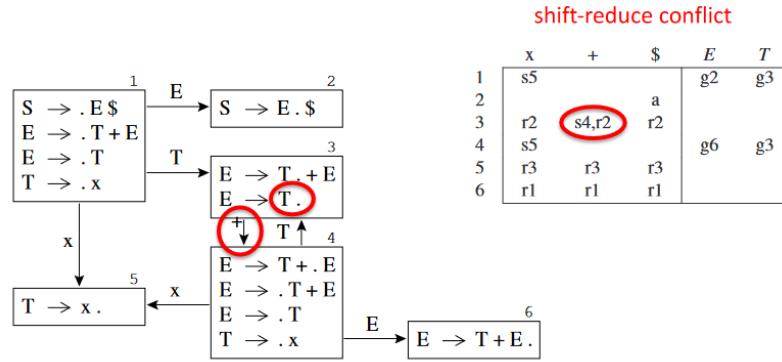 shift-reduce conflict
x + $ E T
1 s5 g2 g3
2 a
3 r2 s4,r2 r2
4 s5 g6 g3
5 r3 r3 r3
6 r1 r1 r1
1
S → . E $
E → . T + E
E → . T
T → . x
E
2
S → E . $
T
3
E → T . + E
E → T .
+
T
4
E → T + . E
E → . T + E
E → . T
T → . x
x
5
T → x .
x
E
6
E → T + E .